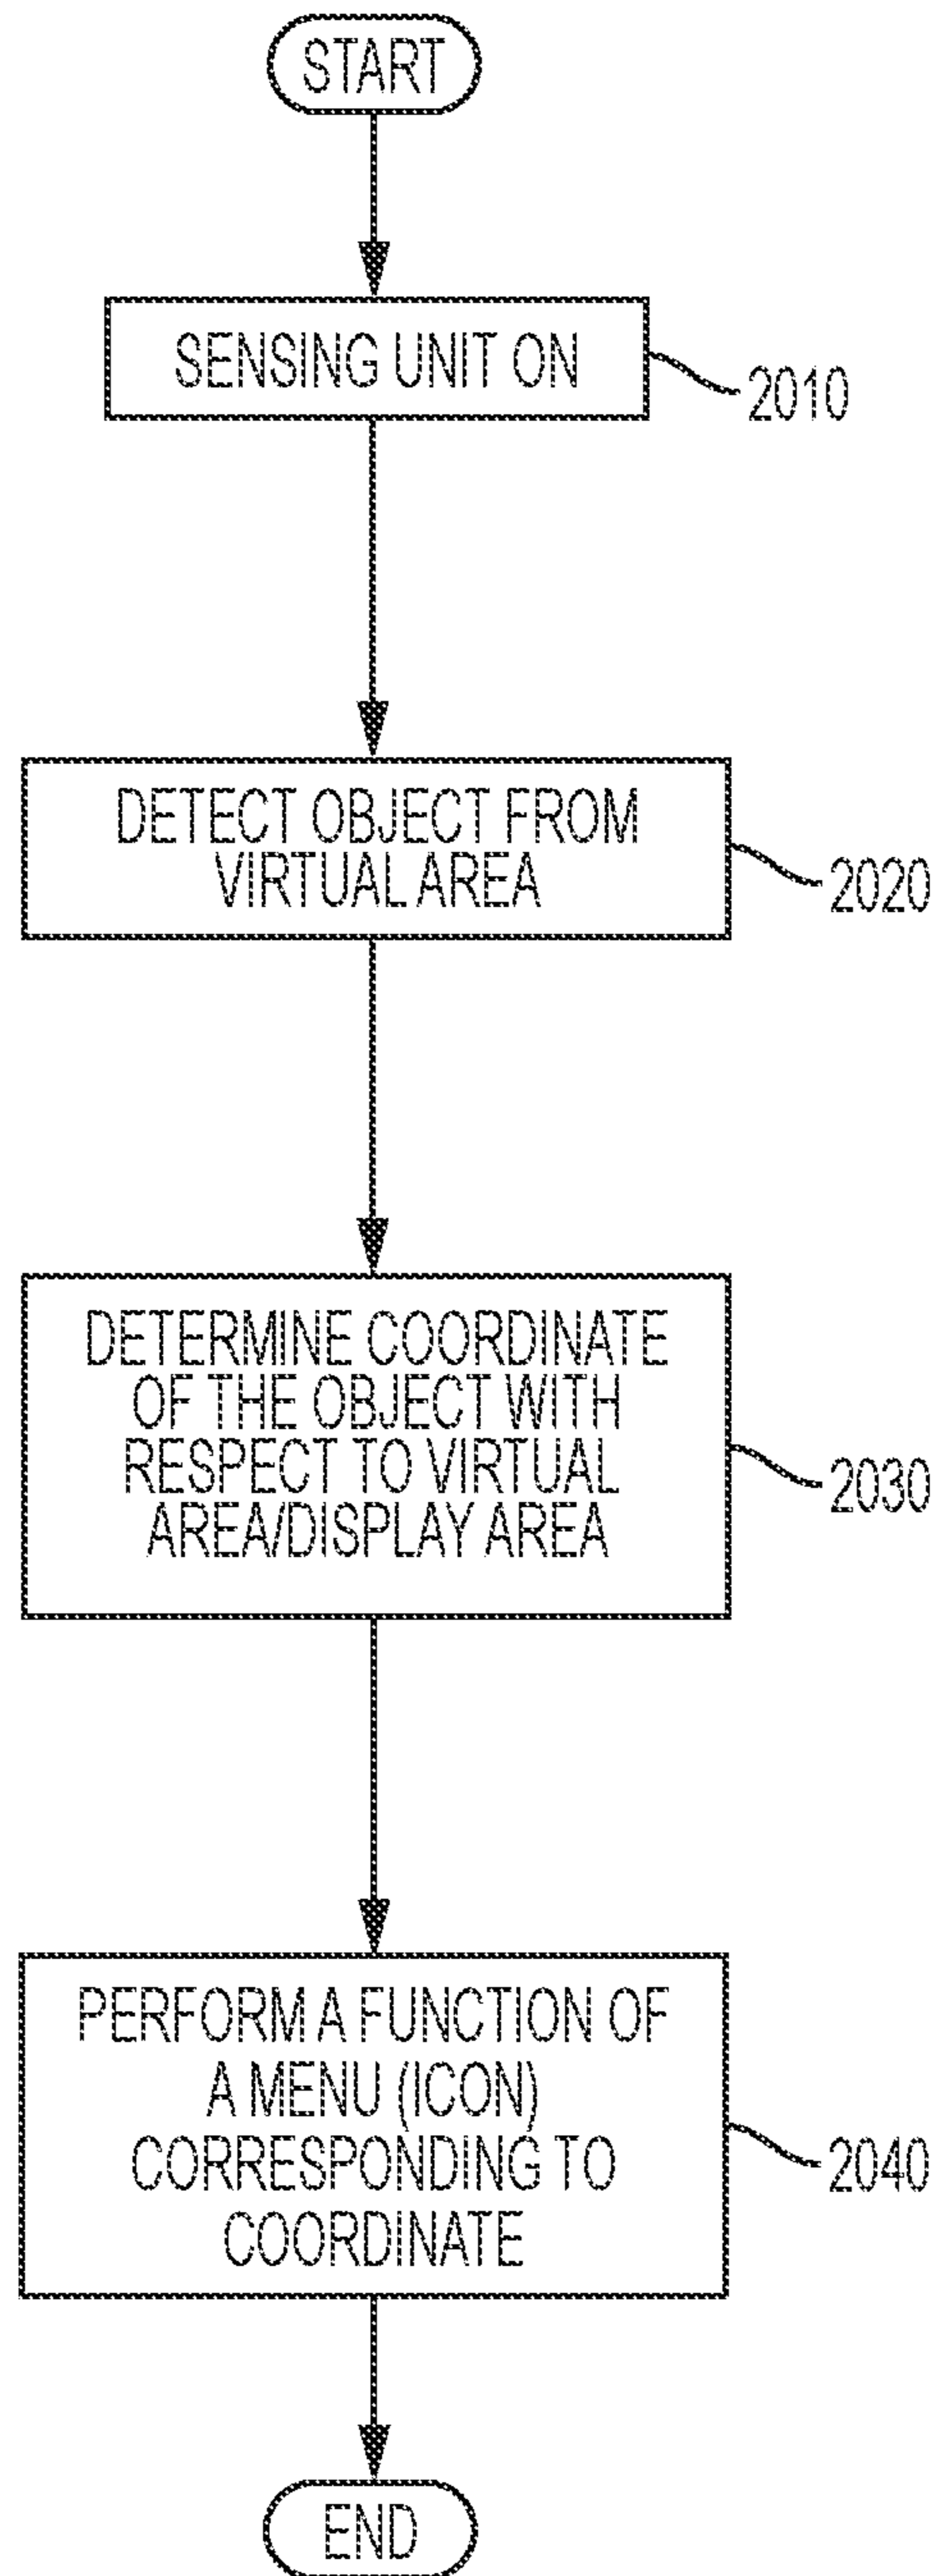 START
SENSING UNIT ON
2010
DETECT OBJECT FROM
VIRTUAL AREA
2020
DETERMINE COORDINATE
OF THE OBJECT WITH
RESPECT TO VIRTUAL
AREA/DISPLAY AREA
2030
PERFORM A FUNCTION OF
A MENU (ICON)
CORRESPONDING TO
COORDINATE
2040
END